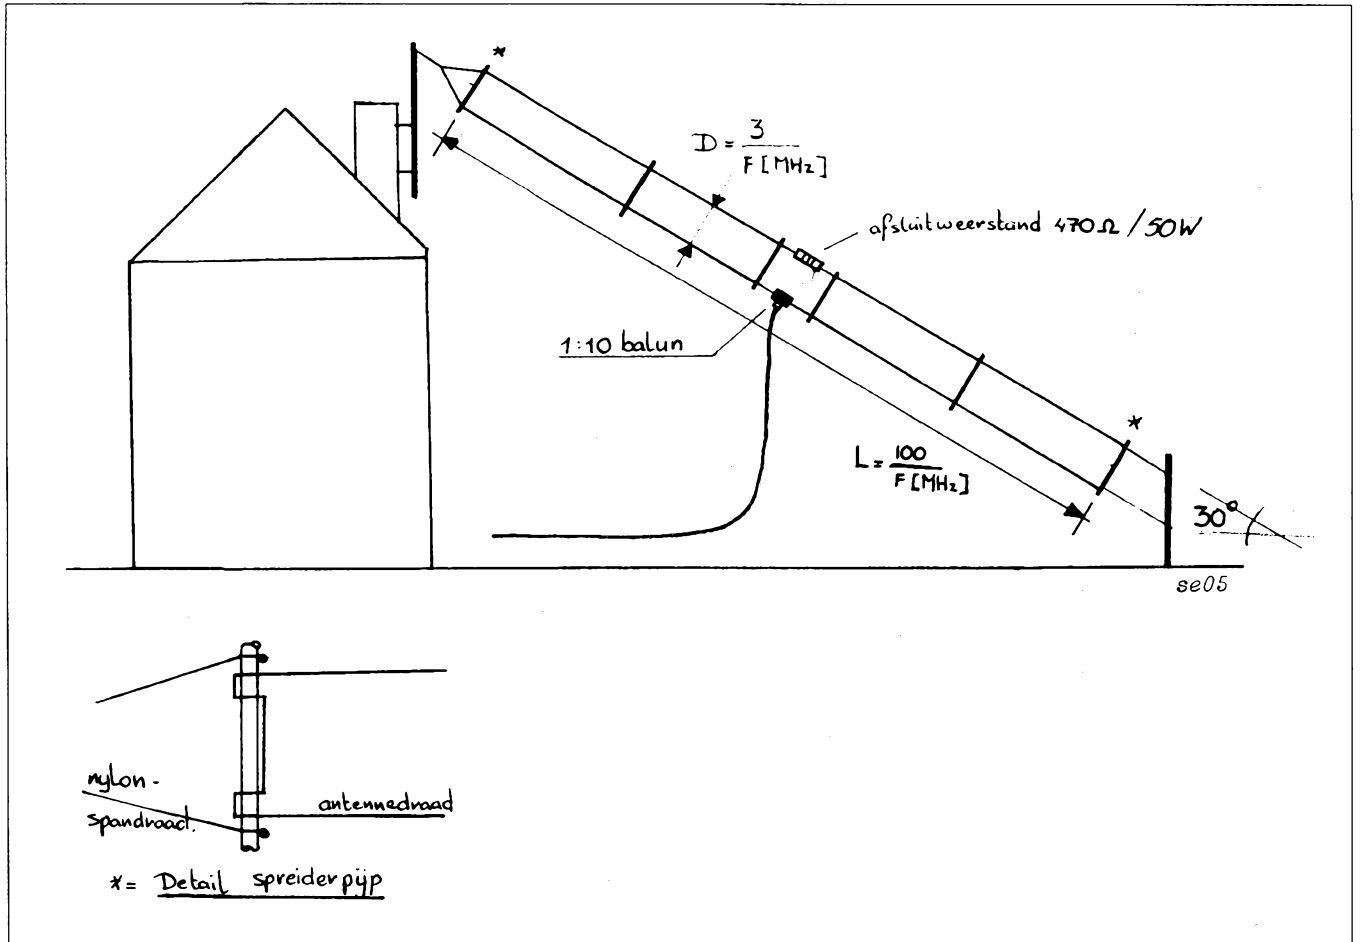 *
D = 3
F [MHz]
afsluitweerstand 470Ω / 50W
1:10 balun
*
L = 100
F [MHz]
30°
se05
nylon-
spandraad.
antennedraad
*= Detail spreiderpijp